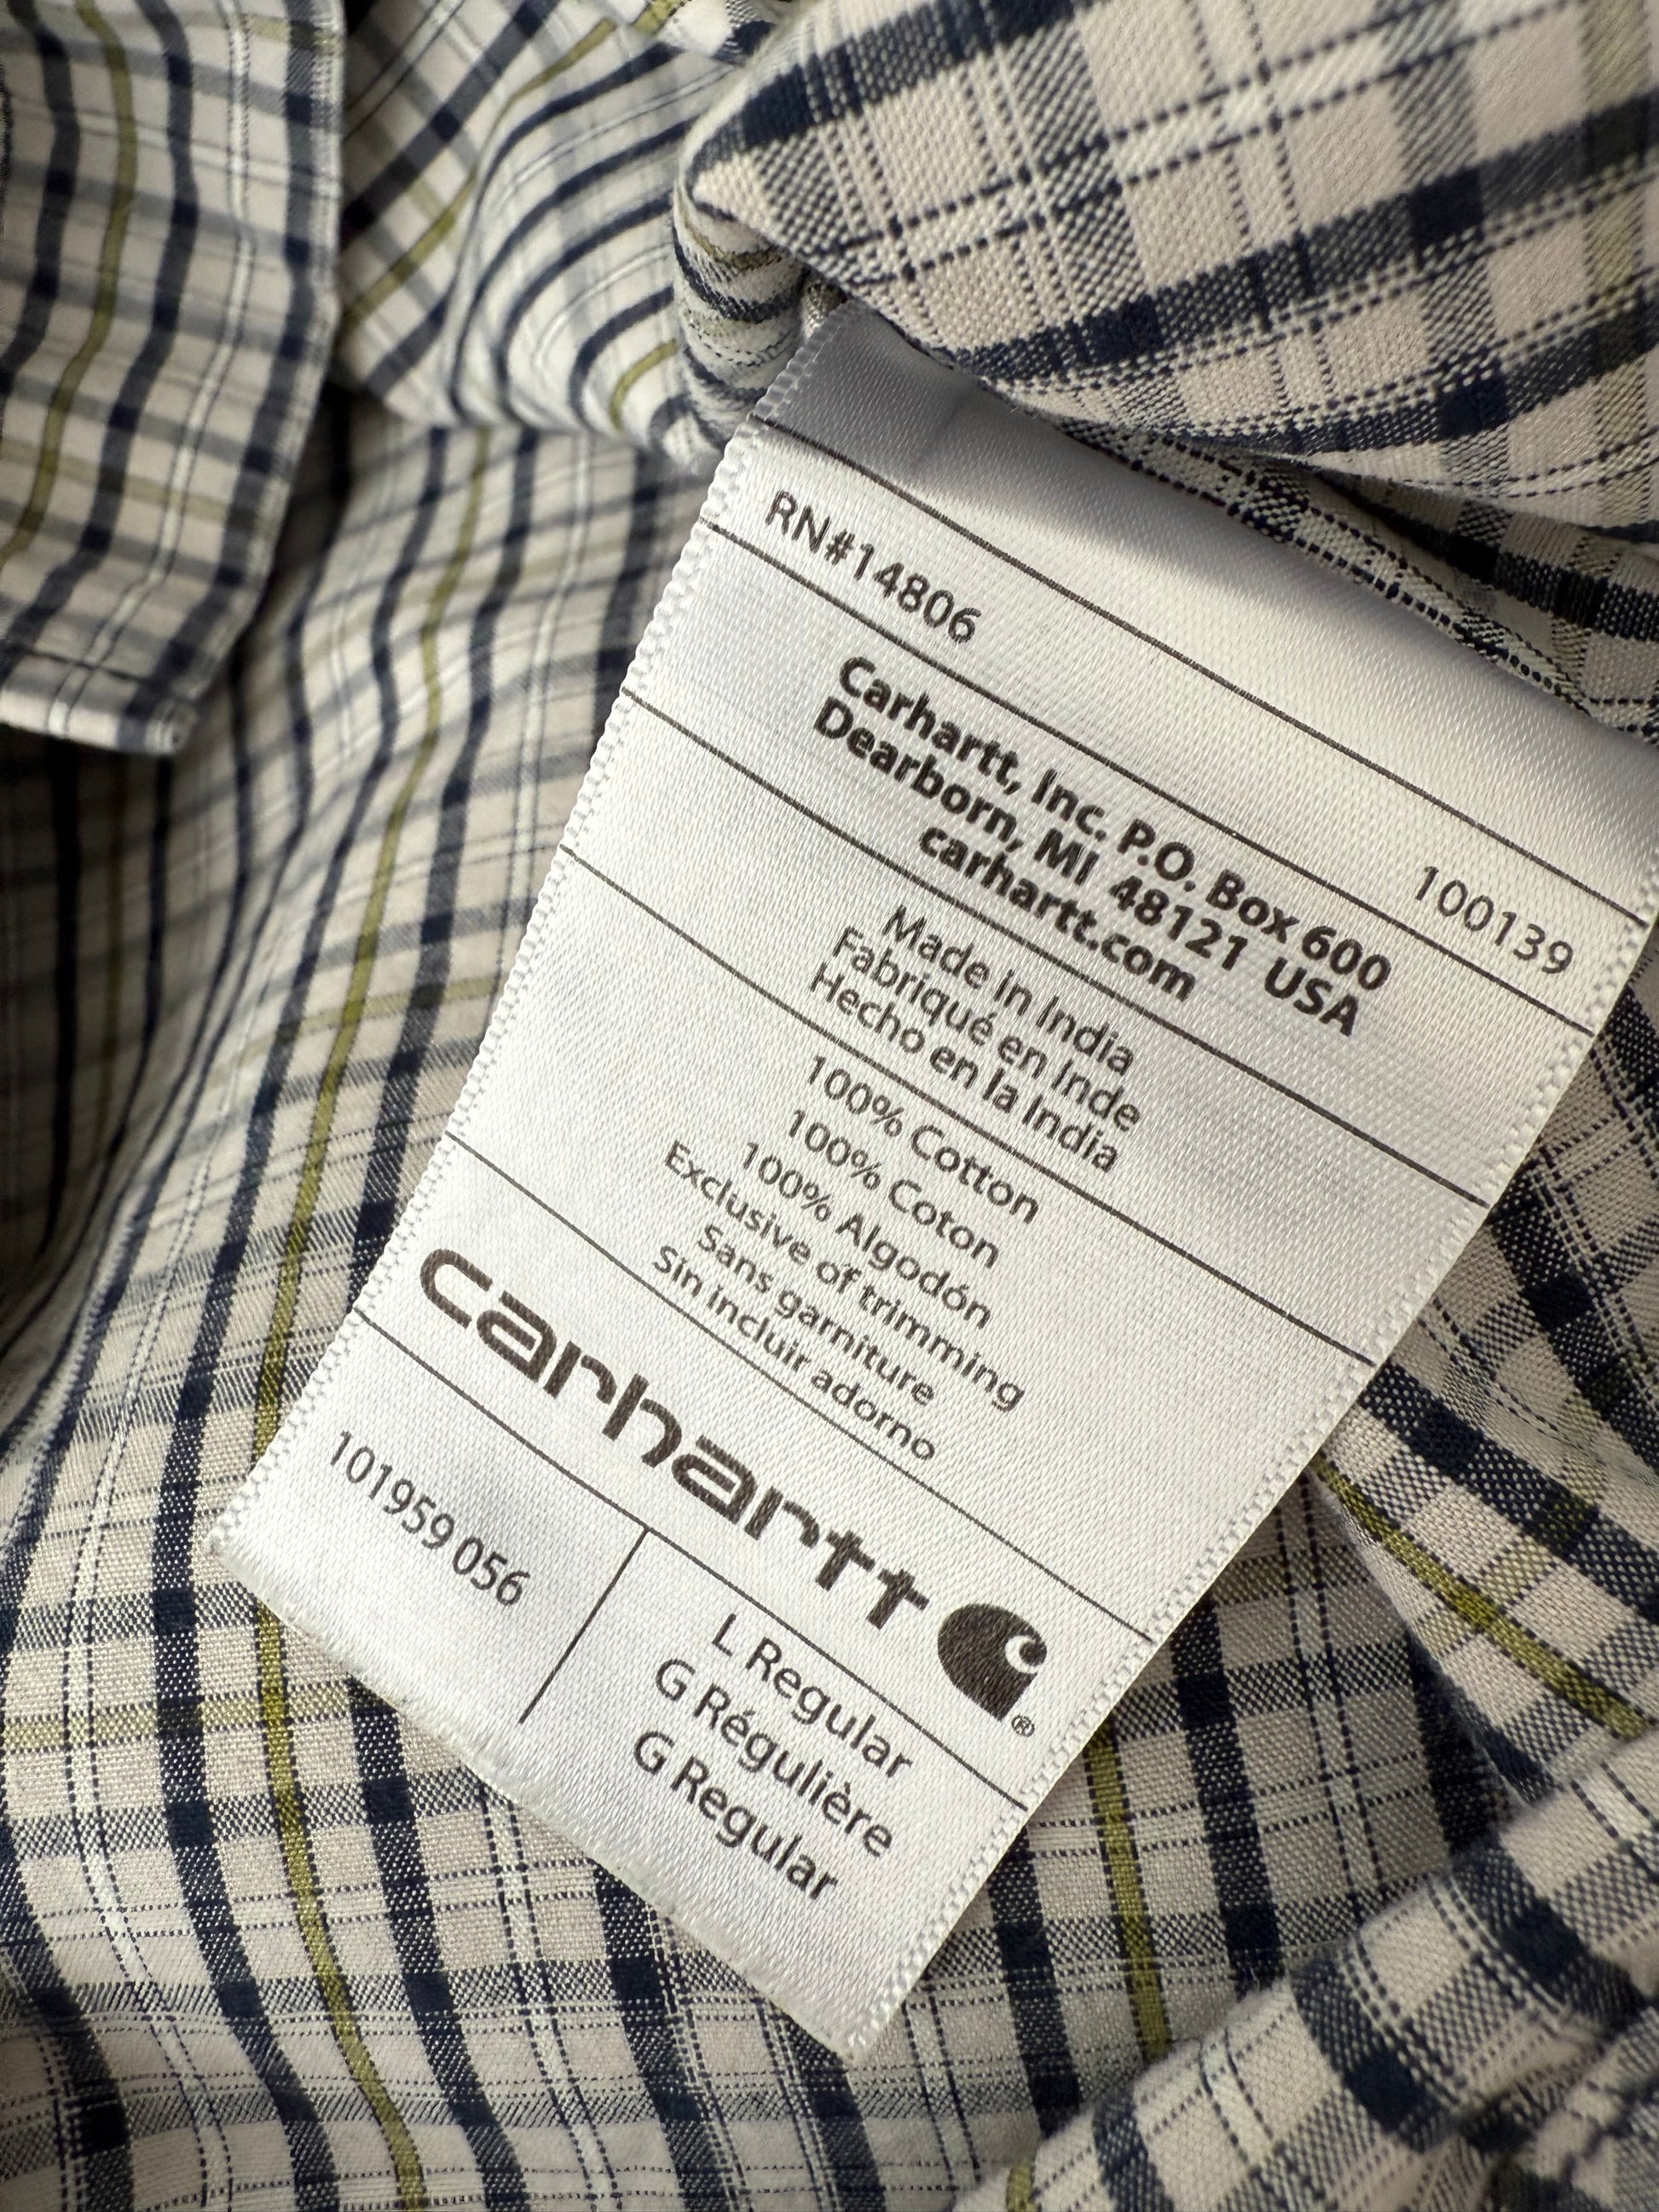 RN#14806 100139
Carhartt, Inc. P.O. Box 600
Dearborn, MI 48121 USA
carhartt.com
Made in India
Fabriqué en Inde
Hecho en la India
100% Cotton
100% Coton
100% Algodón
Exclusive of trimming
Sans garniture
Sin incluir adorno
carhartt ®
101959 056
L Regular
G Régulière
G Regular